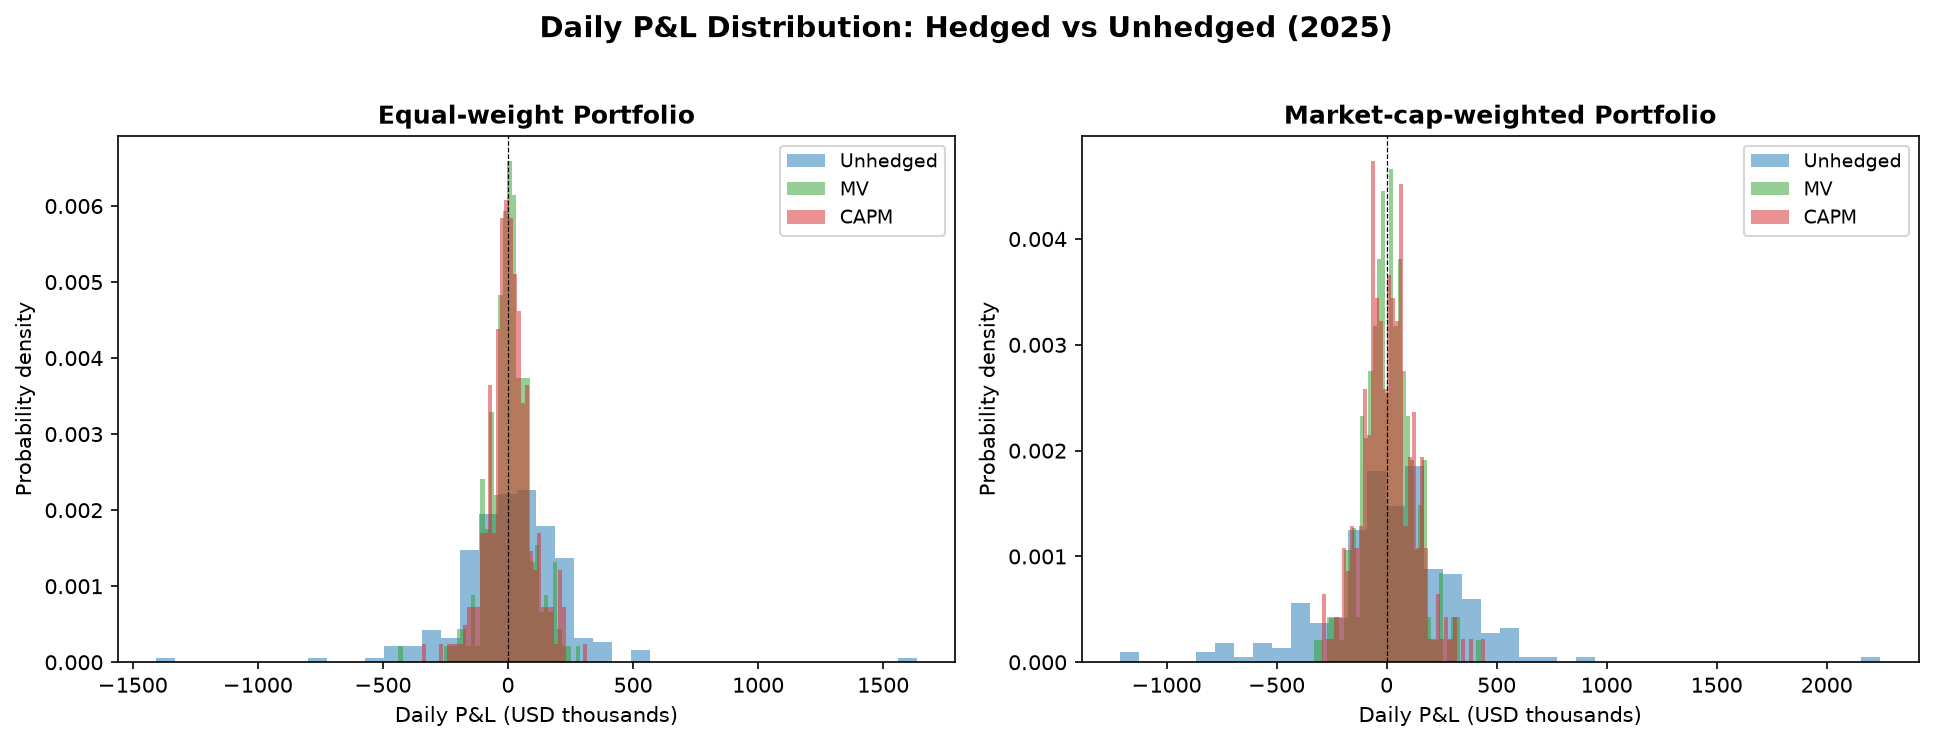 Daily P&L Distribution: Hedged vs Unhedged (2025)
Equal-weight Portfolio
Unhedged
MV
CAPM
0.006
0.005
0.004
0.003
0.002
0.001
0.000
Probability density
−1500 −1000 −500 0 500 1000 1500
Daily P&L (USD thousands)
Market-cap-weighted Portfolio
Unhedged
MV
CAPM
0.004
0.003
0.002
0.001
0.000
Probability density
−1000 −500 0 500 1000 1500 2000
Daily P&L (USD thousands)